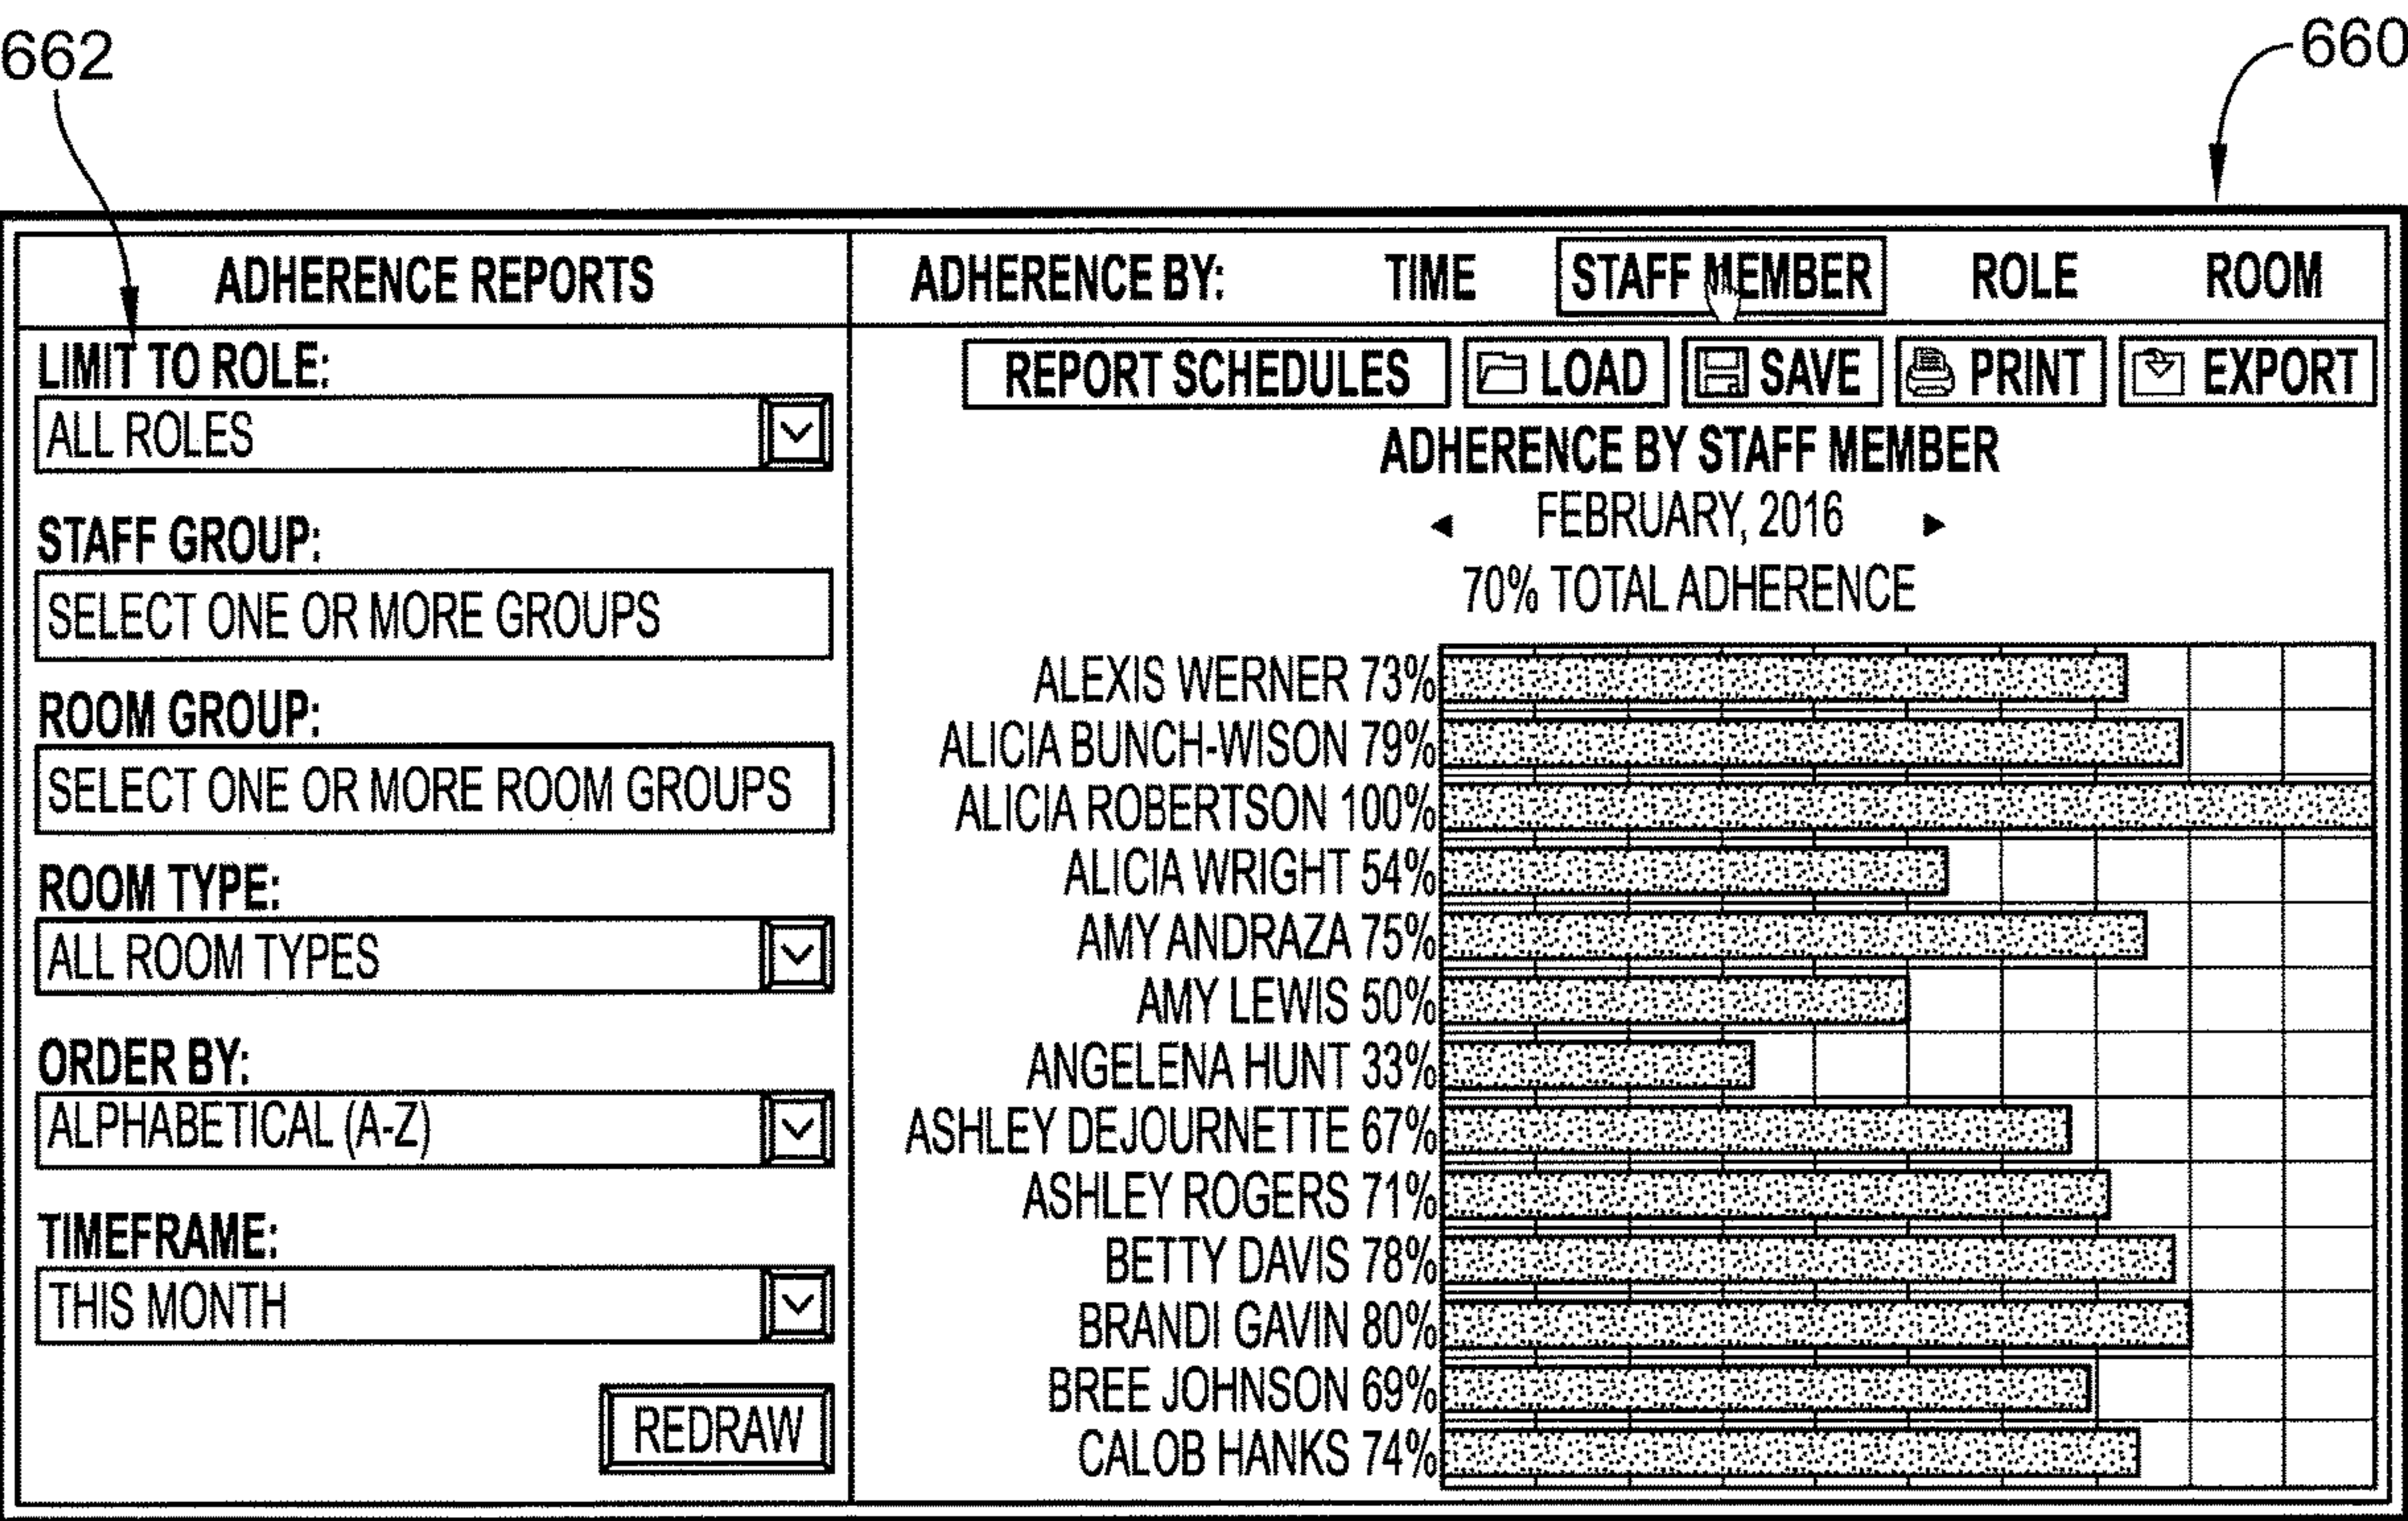 662
660
ADHERENCE REPORTS
LIMIT TO ROLE:
ALL ROLES
STAFF GROUP:
SELECT ONE OR MORE GROUPS
ROOM GROUP:
SELECT ONE OR MORE ROOM GROUPS
ROOM TYPE:
ALL ROOM TYPES
ORDER BY:
ALPHABETICAL (A-Z)
TIMEFRAME:
THIS MONTH
REDRAW
ADHERENCE BY: TIME STAFF MEMBER ROLE ROOM
REPORT SCHEDULES LOAD SAVE PRINT EXPORT
ADHERENCE BY STAFF MEMBER
FEBRUARY, 2016
70% TOTAL ADHERENCE
ALEXIS WERNER 73%
ALICIA BUNCH-WISON 79%
ALICIA ROBERTSON 100%
ALICIA WRIGHT 54%
AMY ANDRAZA 75%
AMY LEWIS 50%
ANGELENA HUNT 33%
ASHLEY DEJOURNETTE 67%
ASHLEY ROGERS 71%
BETTY DAVIS 78%
BRANDI GAVIN 80%
BREE JOHNSON 69%
CALOB HANKS 74%